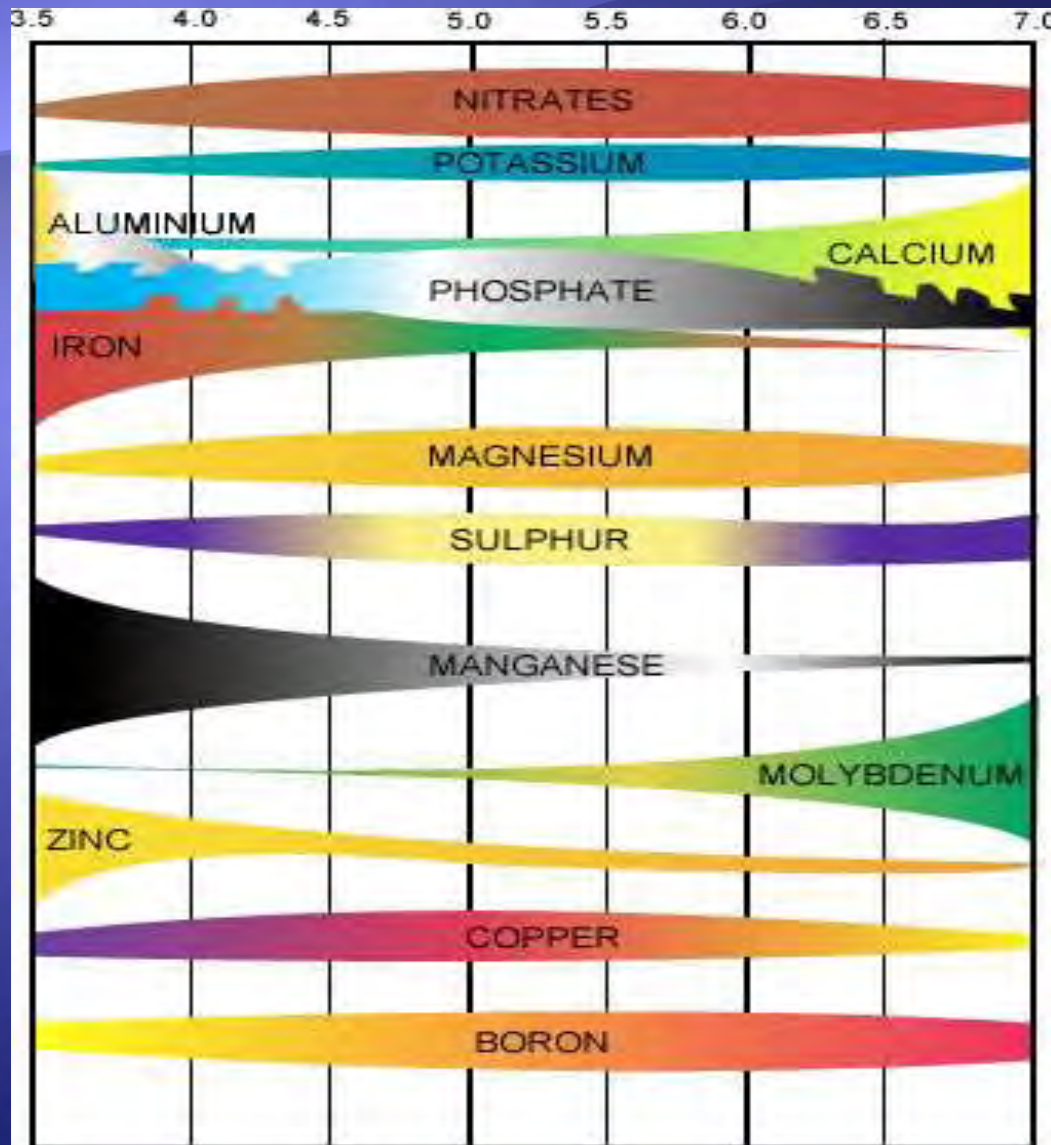 3.5 4.0 4.5 5.0 5.5 6.0 6.5 7.0
NITRATES
POTASSIUM
ALUMINIUM
CALCIUM
PHOSPHATE
IRON
MAGNESIUM
SULPHUR
MANGANESE
MOLYBDENUM
ZINC
COPPER
BORON